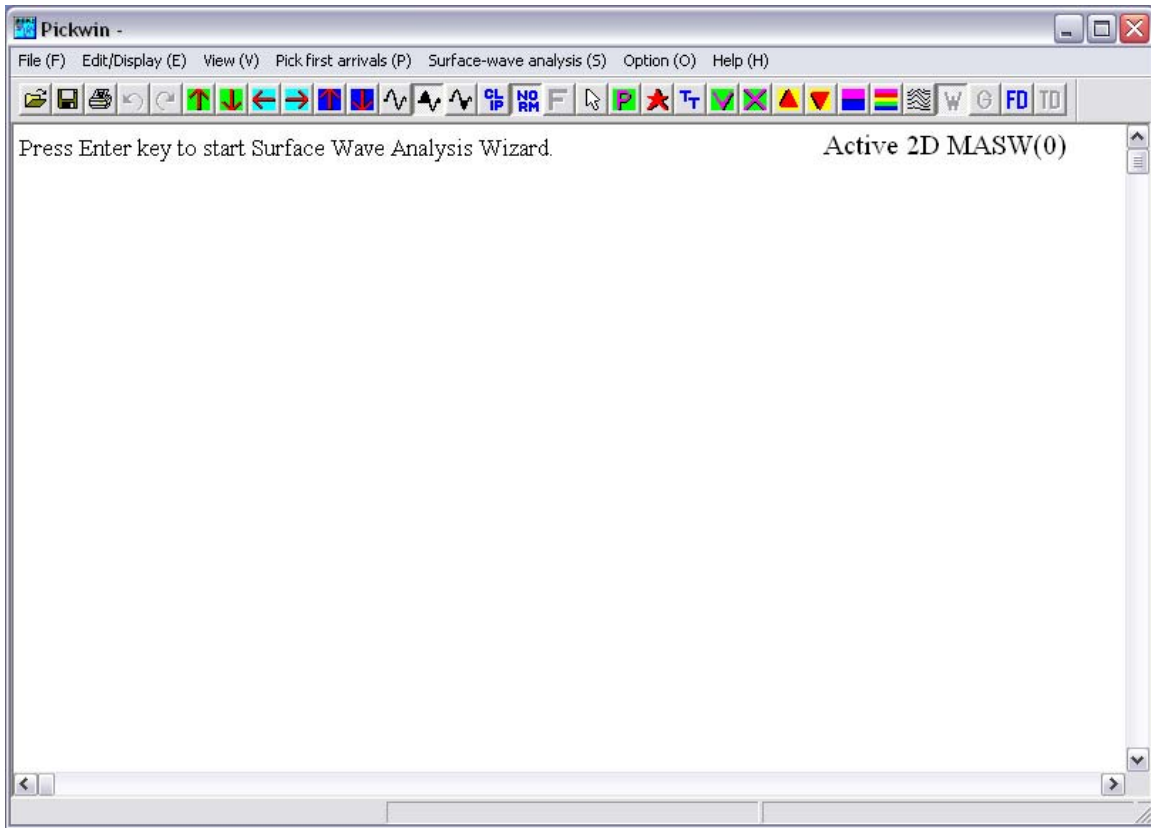 Pickwin -
File (F) Edit/Display (E) View (V) Pick first arrivals (P) Surface-wave analysis (S) Option (O) Help (H)
CL IP NO RM F P TT W G FD TD
Press Enter key to start Surface Wave Analysis Wizard.
Active 2D MASW(0)